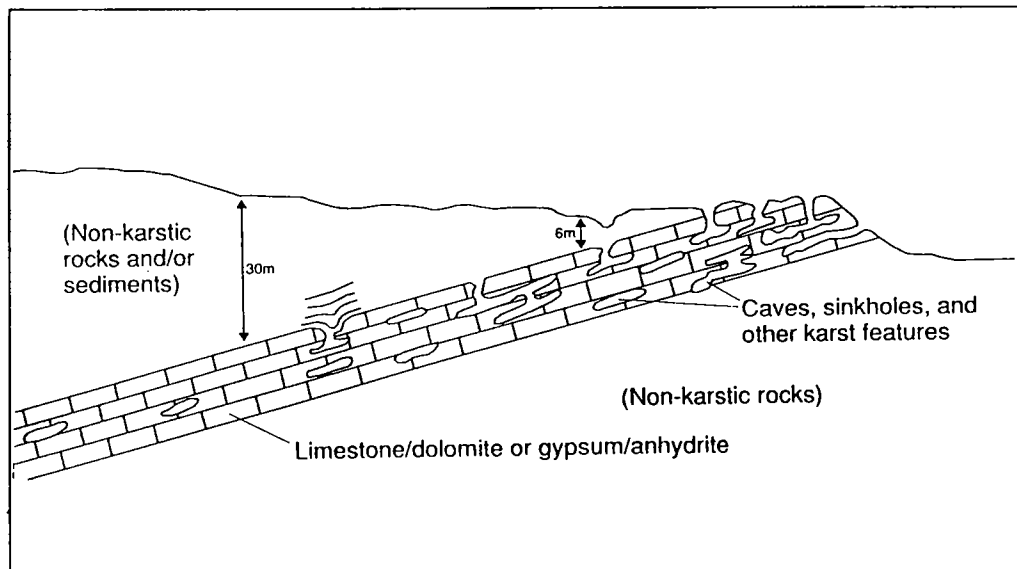 (Non-karstic
rocks and/or
sediments)
30m
6m
Caves, sinkholes, and
other karst features
(Non-karstic rocks)
Limestone/dolomite or gypsum/anhydrite